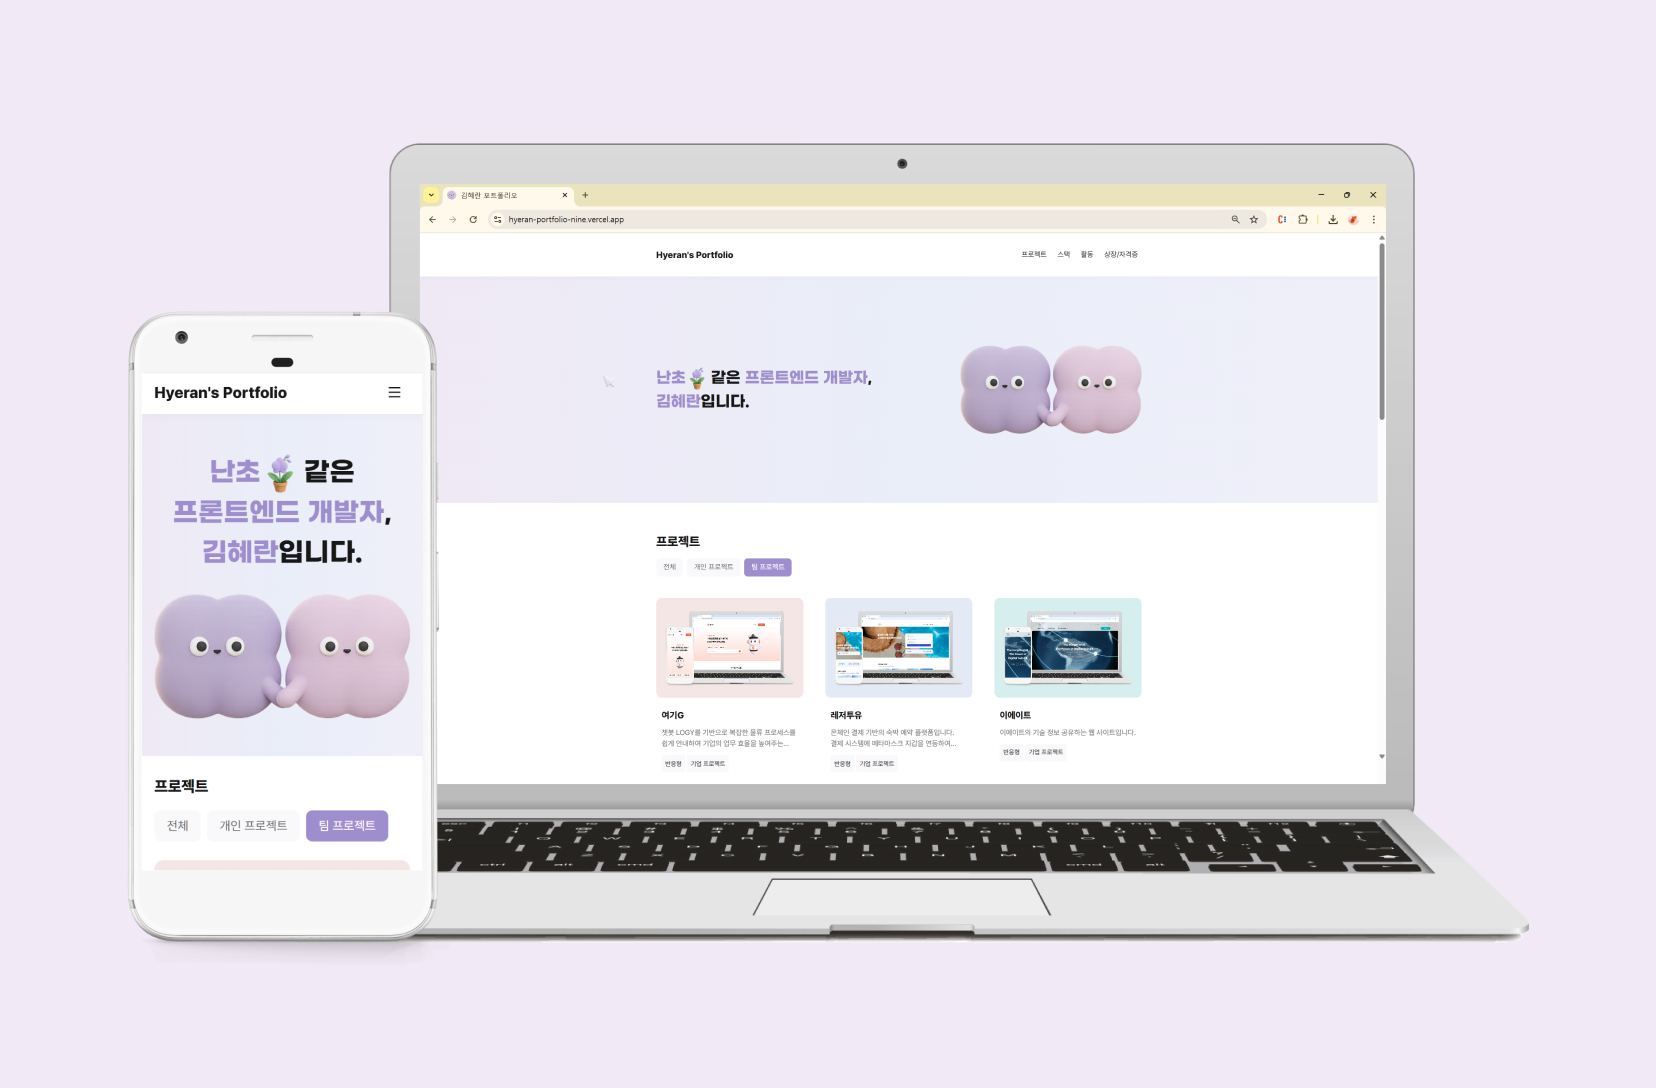 김혜란 포트폴리오
hyeran-portfolio-nine.vercel.app
Hyeran's Portfolio
프로젝트 스택 활동 상장/자격증
난초 같은 프론트엔드 개발자,
김혜란입니다.
프로젝트
전체 개인 프로젝트 팀 프로젝트
여기G
챗봇 LOGY를 기반으로 복잡한 물류 프로세스를
쉽게 안내하여 기업의 업무 효율을 높여주는...
반응형 기업 프로젝트
레저투유
온체인 결제 기반의 숙박 예약 플랫폼입니다.
결제 시스템에 메타마스크 지갑을 연동하여...
반응형 기업 프로젝트
이에이트
이에이트의 기술 정보 공유하는 웹 사이트입니다.
반응형 기업 프로젝트
Hyeran's Portfolio
난초 같은
프론트엔드 개발자,
김혜란입니다.
프로젝트
전체 개인 프로젝트 팀 프로젝트